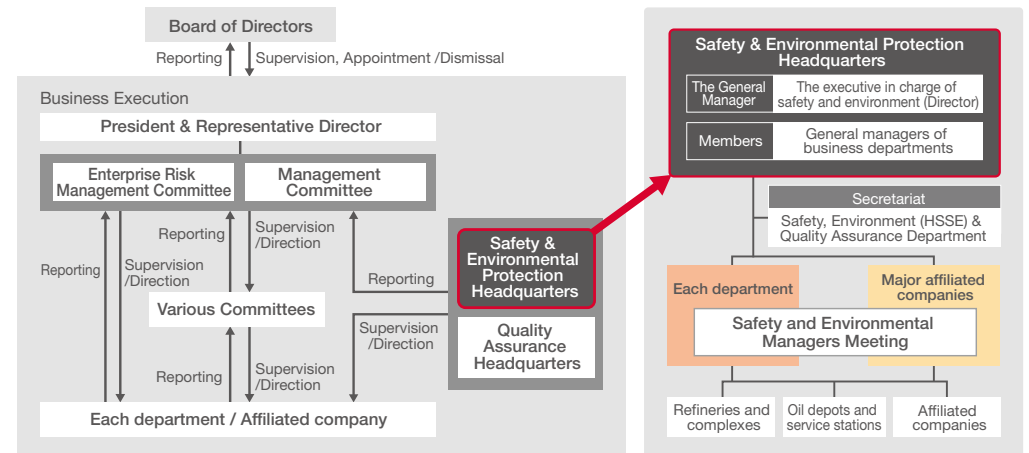 Board of Directors
Reporting
Supervision, Appointment /Dismissal
Business Execution
President & Representative Director
Enterprise Risk
Management Committee
Management
Committee
Reporting
Supervision
/Direction
Reporting
Supervision
/Direction
Various Committees
Reporting
Supervision
/Direction
Each department / Affiliated company
Reporting
Supervision
/Direction
Safety &
Environmental
Protection
Headquarters
Quality
Assurance
Headquarters
Safety & Environmental Protection
Headquarters
The General
Manager
The executive in charge of
safety and environment (Director)
Members
General managers of
business departments
Secretariat
Safety, Environment (HSSE) &
Quality Assurance Department
Each department
Major affiliated
companies
Safety and Environmental
Managers Meeting
Refineries and
complexes
Oil depots and
service stations
Affiliated
companies